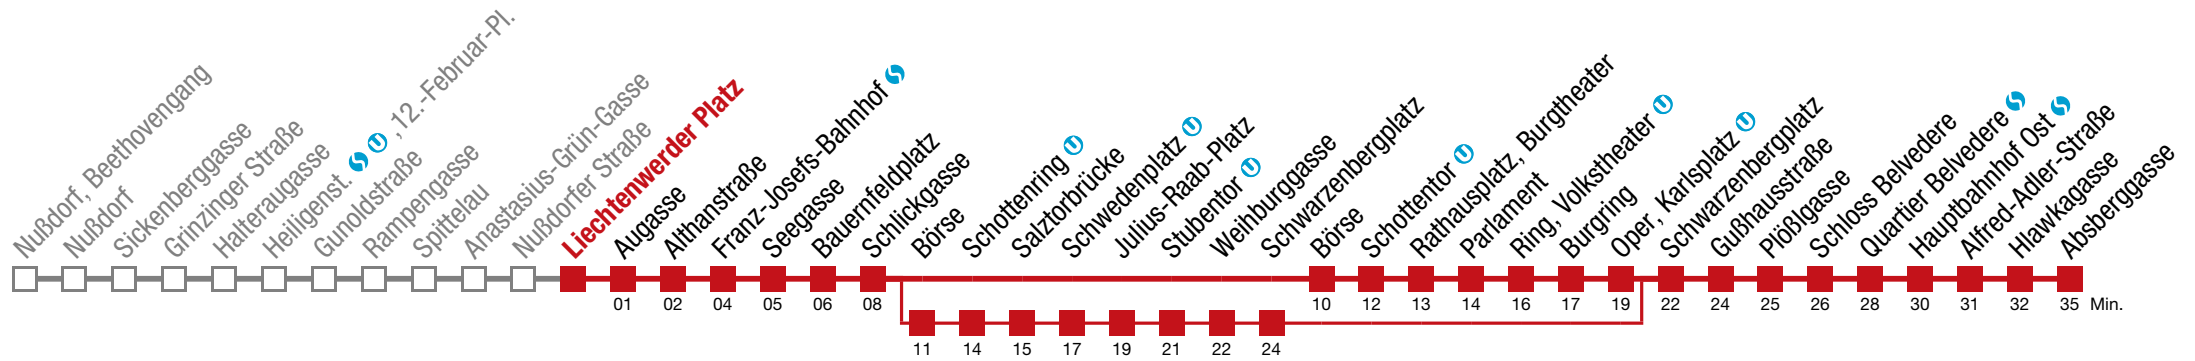 Nußdorf, Beethovengang
Nußdorf
Sickenberggasse
Grinzinger Straße
Halteraugasse
Heiligenst. S U , 12.-Februar-Pl.
Gunoldstraße
Rampengasse
Spittelau
Anastasius-Grün-Gasse
Nußdorfer Straße
Liechtenwerder Platz
Augasse
Althanstraße
Franz-Josefs-Bahnhof S
Seegasse
Bauernfeldplatz
Schlickgasse
Börse
Schottenring U
Salztorbrücke
Schwedenplatz U
Julius-Raab-Platz
Stubentor U
Weihburggasse
Schwarzenbergplatz
Börse
Schottentor U
Rathausplatz, Burgtheater
Parlament
Ring, Volkstheater U
Burgring
Oper, Karlsplatz U
Schwarzenbergplatz
Gußhausstraße
Plößlgasse
Schloss Belvedere
Quartier Belvedere S
Hauptbahnhof Ost S
Alfred-Adler-Straße
Hlawkagasse
Absberggasse
01 02 04 05 06 08 10 12 13 14 16 17 19 22 24 25 26 28 30 31 32 35 Min.
11 14 15 17 19 21 22 24